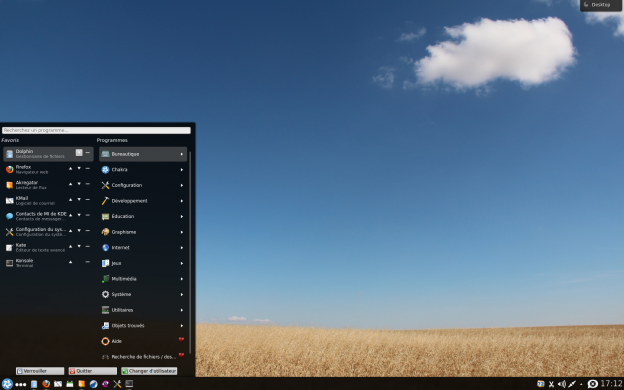 Desktop
Recherchez un programme...
Favoris
Programmes
Dolphin
Gestionnaire de fichiers
Firefox
Navigateur web
Akregator
Lecteur de flux
KMail
Logiciel de courriel
Contacts de MI de KDE
Contacts de messager...
Configuration du sys...
Configuration du systè...
Kate
Éditeur de texte avancé
Konsole
Terminal
Bureautique
Chakra
Configuration
Développement
Éducation
Graphisme
Internet
Jeux
Multimédia
Système
Utilitaires
Objets trouvés
Aide
Recherche de fichiers / dos...
Verrouiller
Quitter
Changer d'utilisateur
17:12